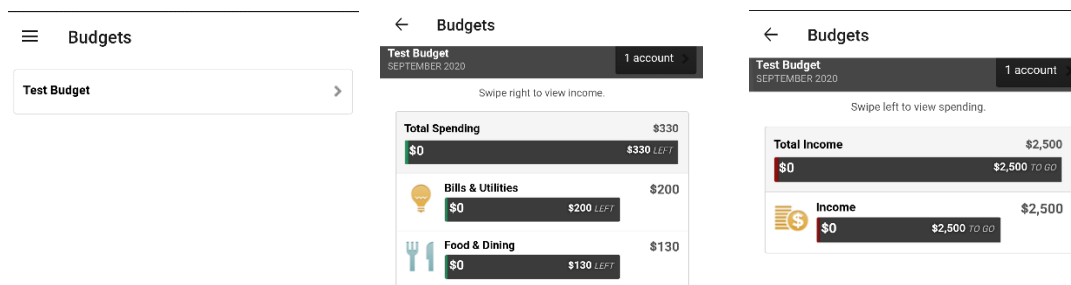 Budgets
Test Budget
Budgets
Test Budget
SEPTEMBER 2020
1 account
Swipe right to view income.
Total Spending
$330
$0
$330 LEFT
Bills & Utilities
$200
$0
$200 LEFT
Food & Dining
$130
$0
$130 LEFT
Budgets
Test Budget
SEPTEMBER 2020
1 account
Swipe left to view spending.
Total Income
$2,500
$0
$2,500 TO GO
Income
$2,500
$0
$2,500 TO GO